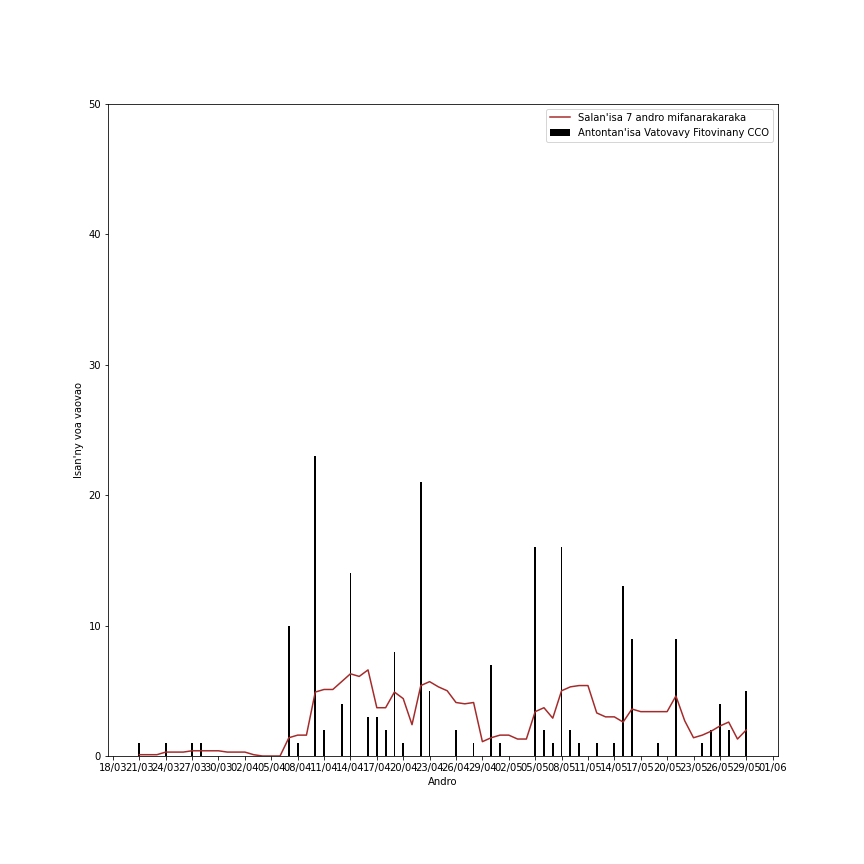 Salan'isa 7 andro mifanarakaraka
Antontan'isa Vatovavy Fitovinany CCO
50
40
30
20
10
0
Isan'ny voa vaovao
18/03 21/03 24/03 27/03 30/03 02/04 05/04 08/04 11/04 14/04 17/04 20/04 23/04 26/04 29/04 02/05 05/05 08/05 11/05 14/05 17/05 20/05 23/05 26/05 29/05 01/06
Andro